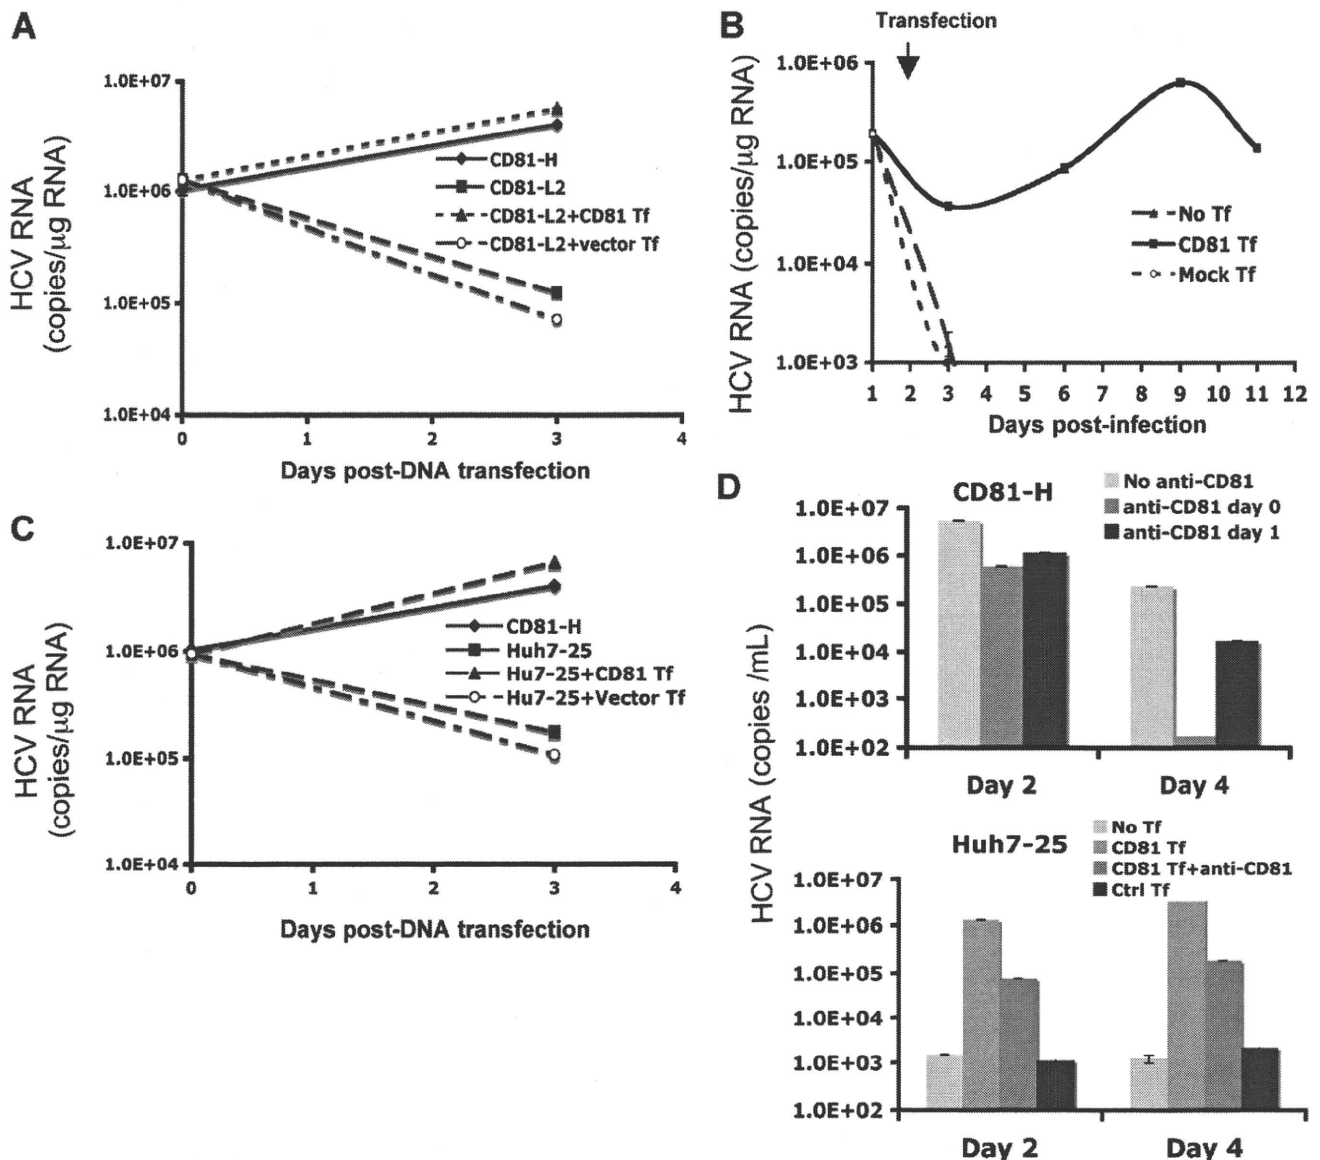 A
1.0E+07
1.0E+06
1.0E+05
1.0E+04
HCV RNA
(copies/µg RNA)
CD81-H
CD81-L2
CD81-L2+CD81 Tf
CD81-L2+vector Tf
0 1 2 3 4
Days post-DNA transfection
B
Transfection
1.0E+06
1.0E+05
1.0E+04
1.0E+03
HCV RNA (copies/µg RNA)
No Tf
CD81 Tf
Mock Tf
1 2 3 4 5 6 7 8 9 10 11 12
Days post-infection
C
1.0E+07
1.0E+06
1.0E+05
1.0E+04
HCV RNA
(copies/µg RNA)
CD81-H
Huh7-25
Hu7-25+CD81 Tf
Hu7-25+Vector Tf
0 1 2 3 4
Days post-DNA transfection
D
CD81-H
No anti-CD81
anti-CD81 day 0
anti-CD81 day 1
1.0E+07
1.0E+06
1.0E+05
1.0E+04
1.0E+03
1.0E+02
Day 2 Day 4
HCV RNA (copies /mL)
Huh7-25
No Tf
CD81 Tf
CD81 Tf+anti-CD81
Ctrl Tf
1.0E+07
1.0E+06
1.0E+05
1.0E+04
1.0E+03
1.0E+02
Day 2 Day 4